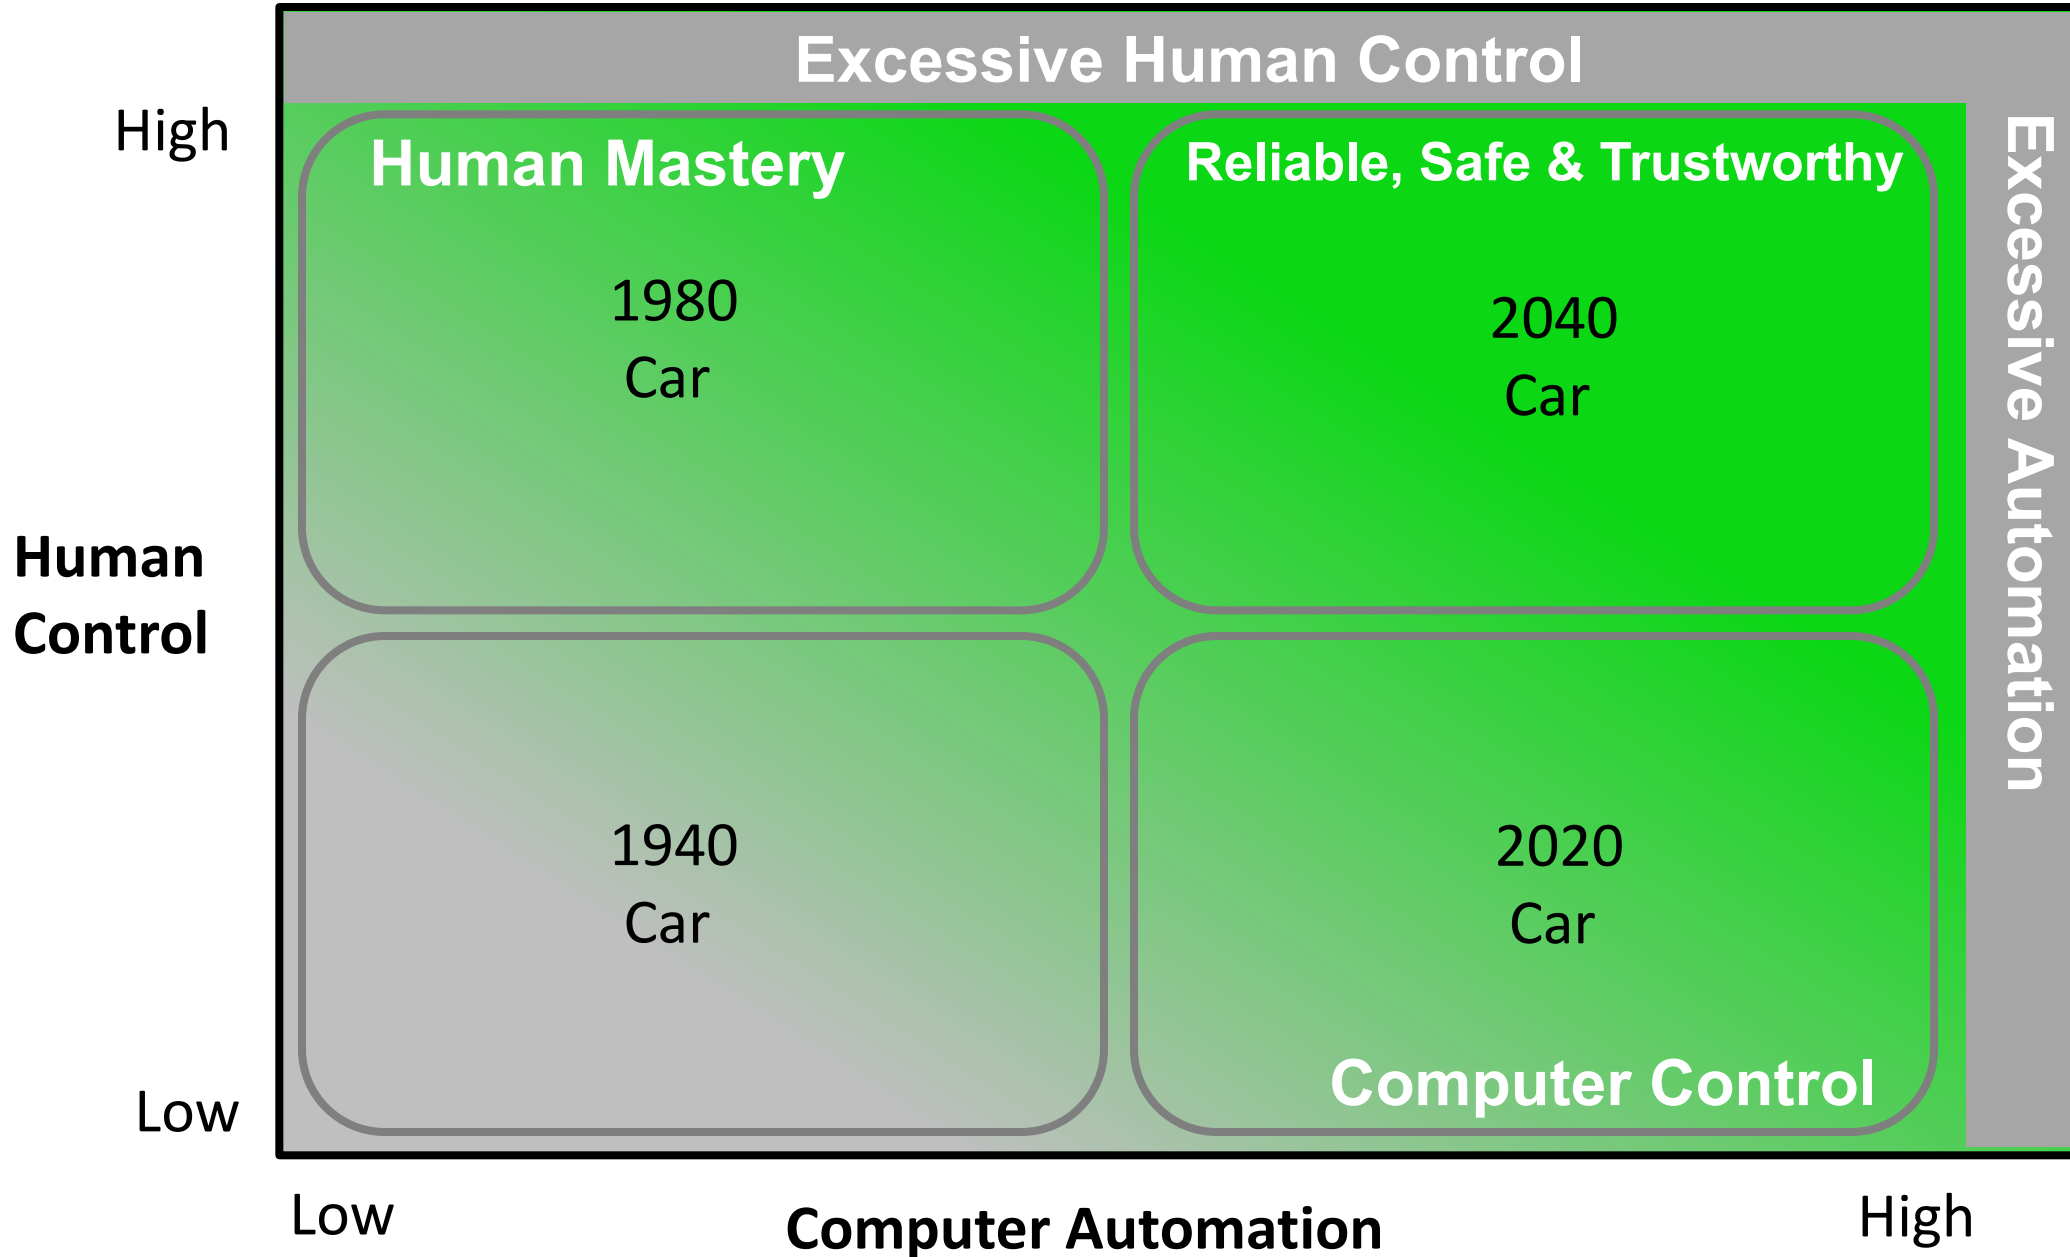 Excessive Human Control
High
Human Mastery
Reliable, Safe & Trustworthy
Excessive Automation
1980
Car
2040
Car
Human
Control
1940
Car
2020
Car
Computer Control
Low
Low
Computer Automation
High